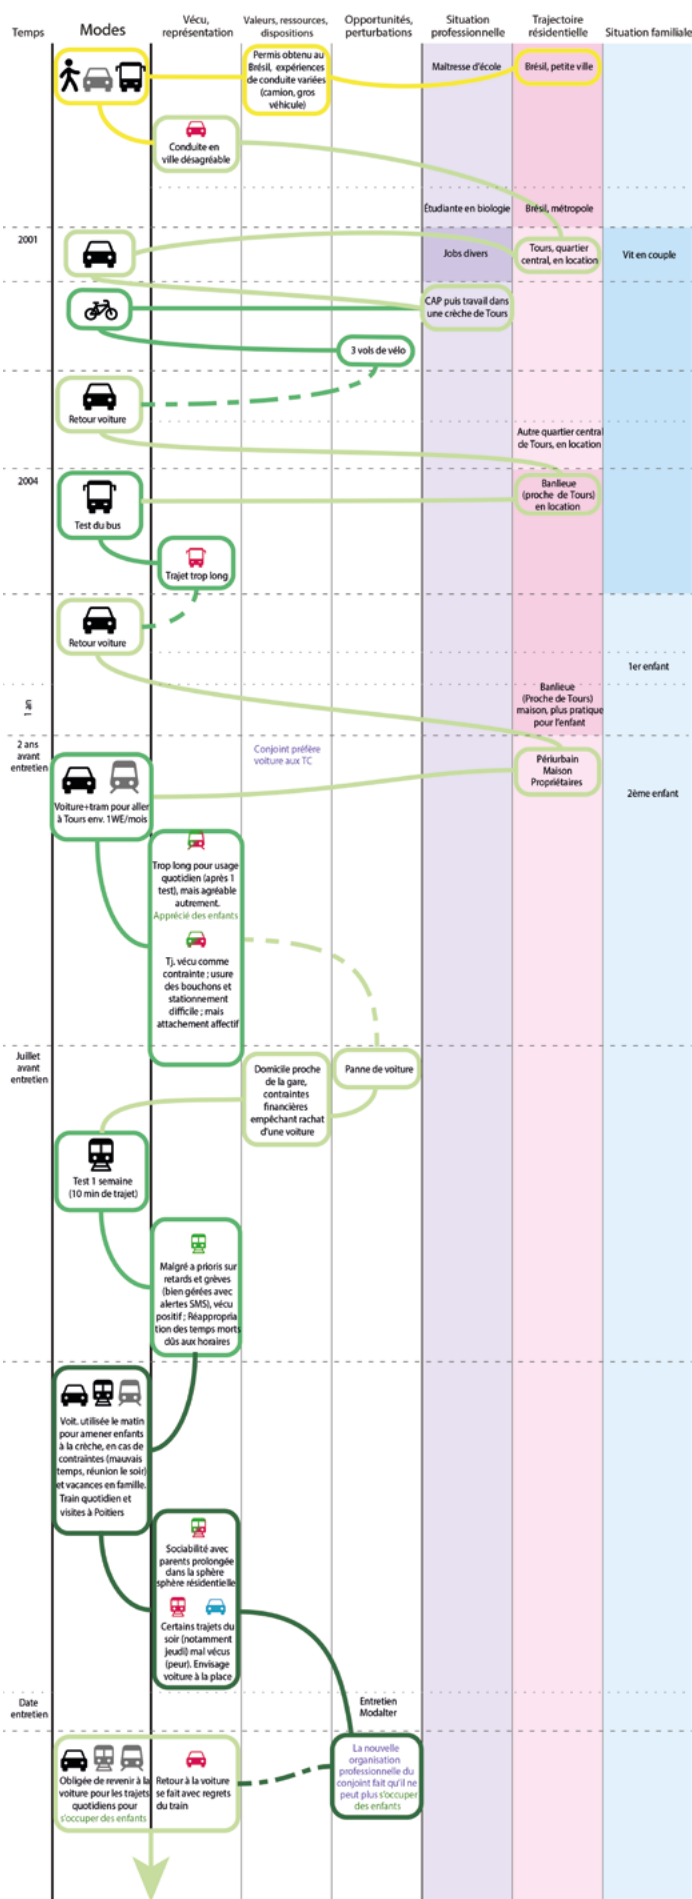 Temps
Modes
Vécu,
représentation
Valeurs, ressources,
dispositions
Opportunités,
perturbations
Situation
professionnelle
Trajectoire
résidentielle
Situation familiale
Permis obtenu au
Brésil, expériences
de conduite variées
(camion, gros
véhicule)
Maîtresse d'école
Brésil, petite ville
Conduite en
ville désagréable
Étudiante en biologie
Brésil, métropole
2001
Jobs divers
Tours, quartier
central, en location
Vit en couple
CAP puis travail dans
une crèche de Tours
3 vols de vélo
Retour voiture
Autre quartier central
de Tours, en location
2004
Test du bus
Banlieue
(proche de Tours)
en location
Trajet trop long
Retour voiture
1er enfant
1 an
Banlieue
(Proche de Tours)
maison, plus pratique
pour l'enfant
2 ans
avant
entretien
Conjoint préfère
voiture aux TC
Périurbain
Maison
Propriétaires
2ème enfant
Voiture+tram pour aller
à Tours env. 1WE/mois
Trop long pour usage
quotidien (après 1
test), mais agréable
autrement.
Apprécié des enfants
Tj. vécu comme
contrainte ; usure
des bouchons et
stationnement
difficile ; mais
attachement affectif
Juillet
avant
entretien
Domicile proche
de la gare,
contraintes
financières
empêchant rachat
d'une voiture
Panne de voiture
Test 1 semaine
(10 min de trajet)
Malgré a prioris sur
retards et grèves
(bien gérées avec
alertes SMS), vécu
positif ; Réappropria
tion des temps morts
dûs aux horaires
Voit. utilisée le matin
pour amener enfants
à la crèche, en cas de
contraintes (mauvais
temps, réunion le soir)
et vacances en famille.
Train quotidien et
visites à Poitiers
Sociabilité avec
parents prolongée
dans la sphère
sphère résidentielle
Certains trajets du
soir (notamment
jeudi) mal vécus
(peur). Envisage
voiture à la place
Date
entretien
Entretien
Modalter
La nouvelle
organisation
professionnelle du
conjoint fait qu'il ne
peut plus s'occuper
des enfants
Obligée de revenir à la
voiture pour les trajets
quotidiens pour
s'occuper des enfants
Retour à la voiture
se fait avec regrets
du train